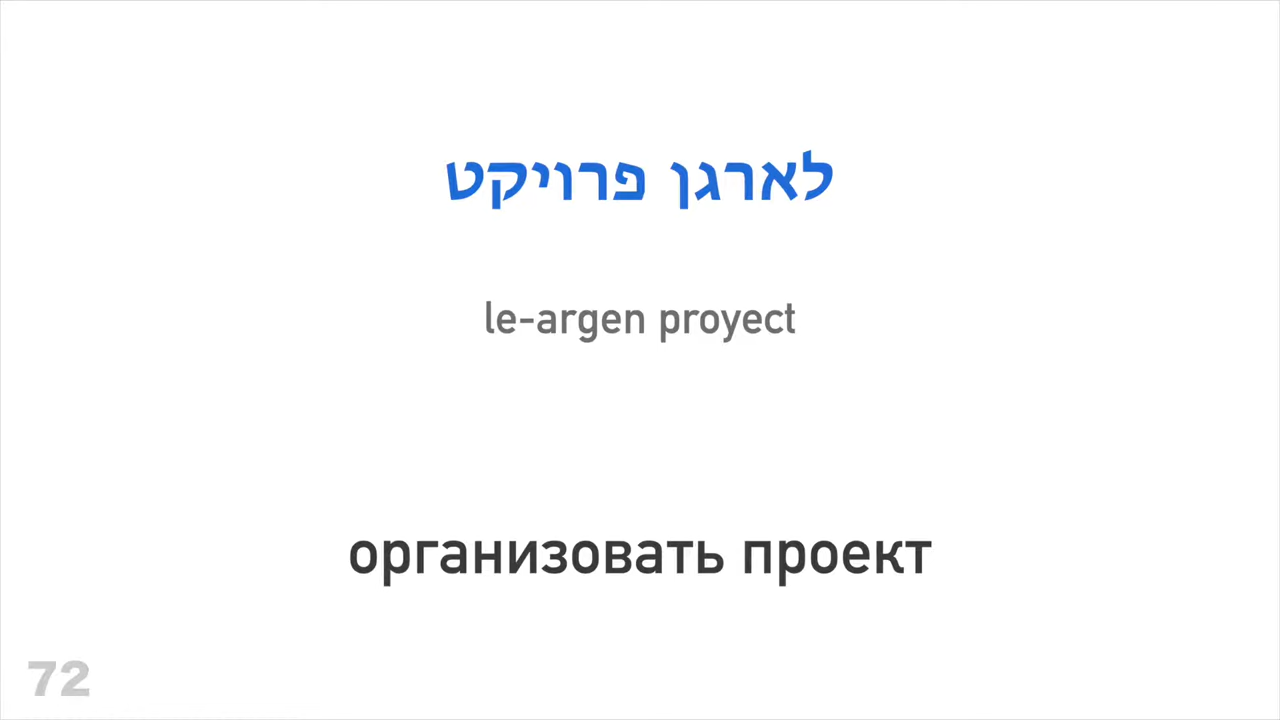 לארגן פרויקט
le-argen proyect
организовать проект
72